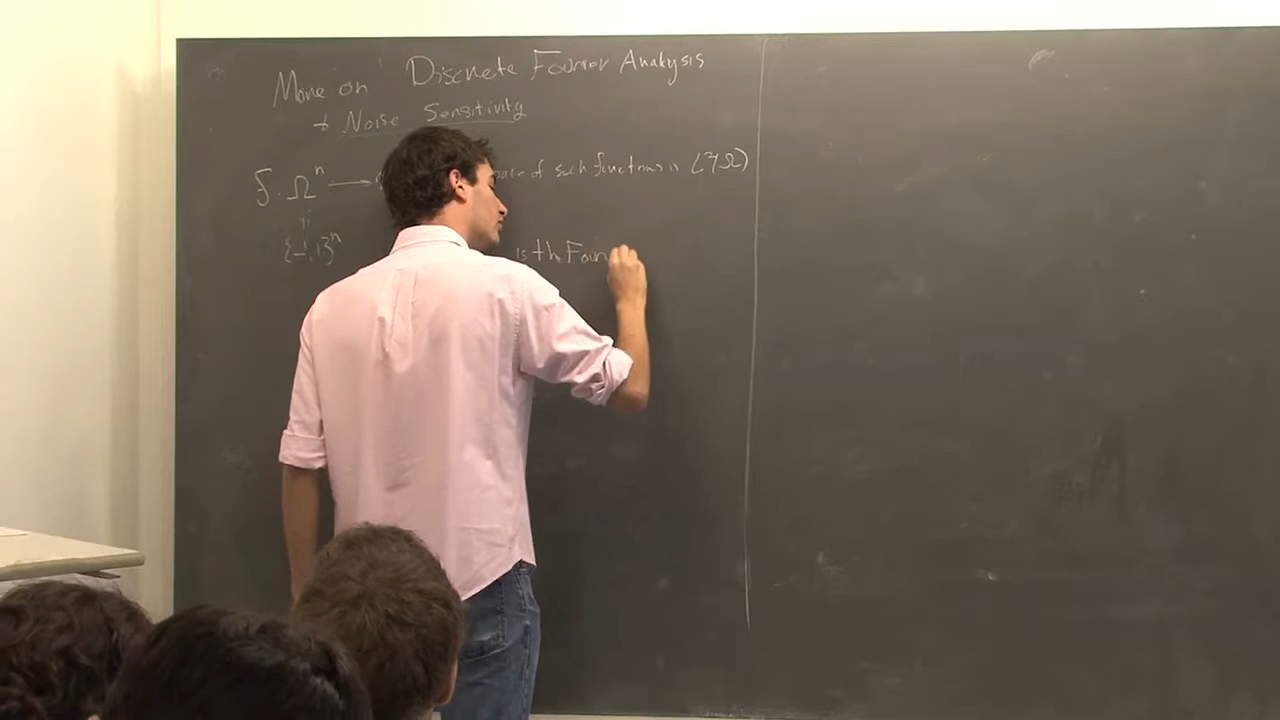 More on Discrete Fourier Analysis
+ Noise Sensitivity
f: Ωⁿ → space of such functions is L²(Ω)
{-1,1}ⁿ is the Four